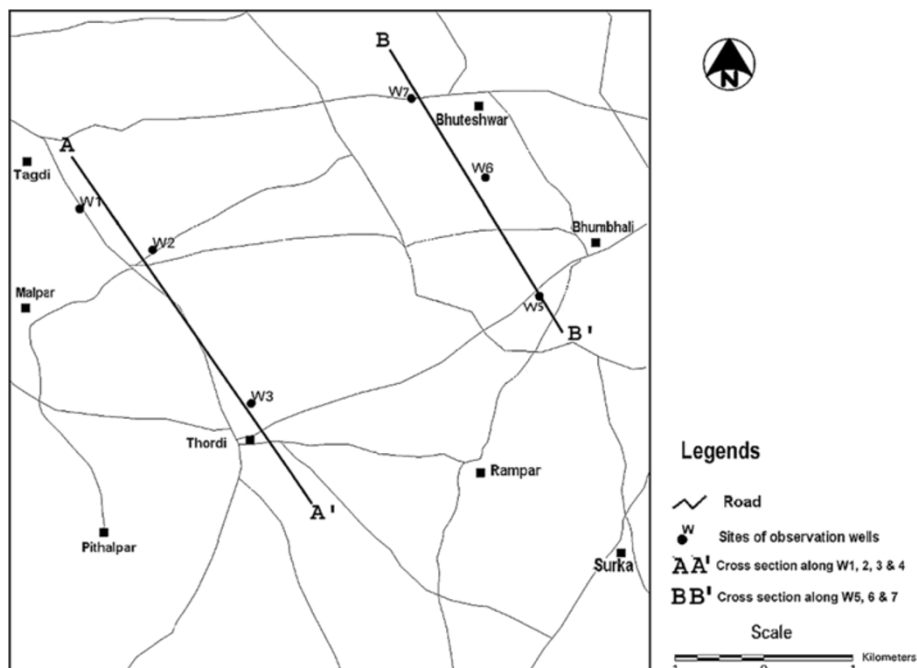 B
N
W7
Bhuteshwar
A
Tagdi
W6
W1
Bhumbhali
W2
Malpar
W5
B'
W3
Thordi
Rampar
A'
Pithalpar
Surka
Legends
Road
W
Sites of observation wells
AA' Cross section along W1, 2, 3 & 4
BB' Cross section along W5, 6 & 7
Scale
Kilometers
1 0 1